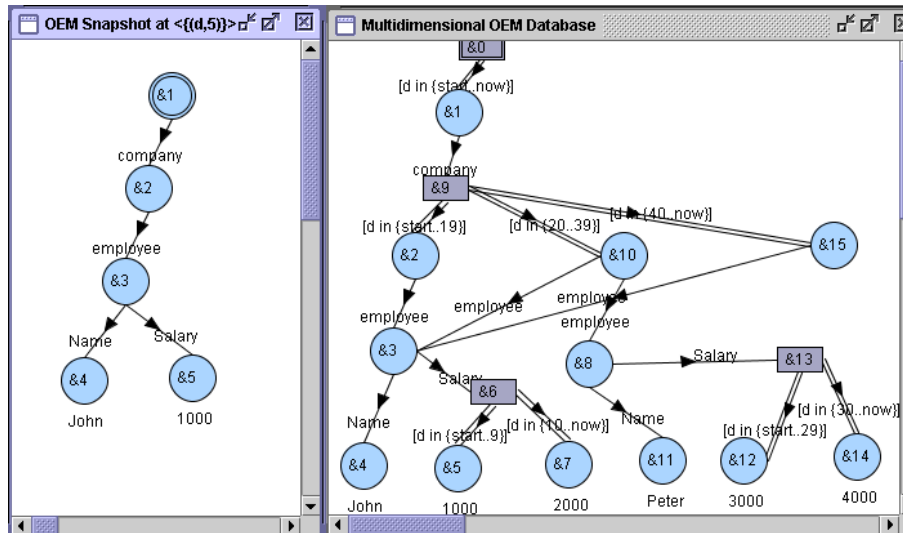 OEM Snapshot at <{(d,5)}>
&1
company
&2
employee
&3
Name
Salary
&4
&5
John
1000
Multidimensional OEM Database
&0
[d in {start..now}]
&1
company
&9
[d in {start..19}]
[d in {20..39}]
[d in {40..now}]
&2
&10
&15
employee
employee
employee
employee
&3
&8
Salary
&13
Salary
&6
Name
[d in {start..9}]
[d in {10..now}]
Name
[d in {start..29}]
[d in {30..now}]
&4
&5
&7
&11
&12
&14
John
1000
2000
Peter
3000
4000